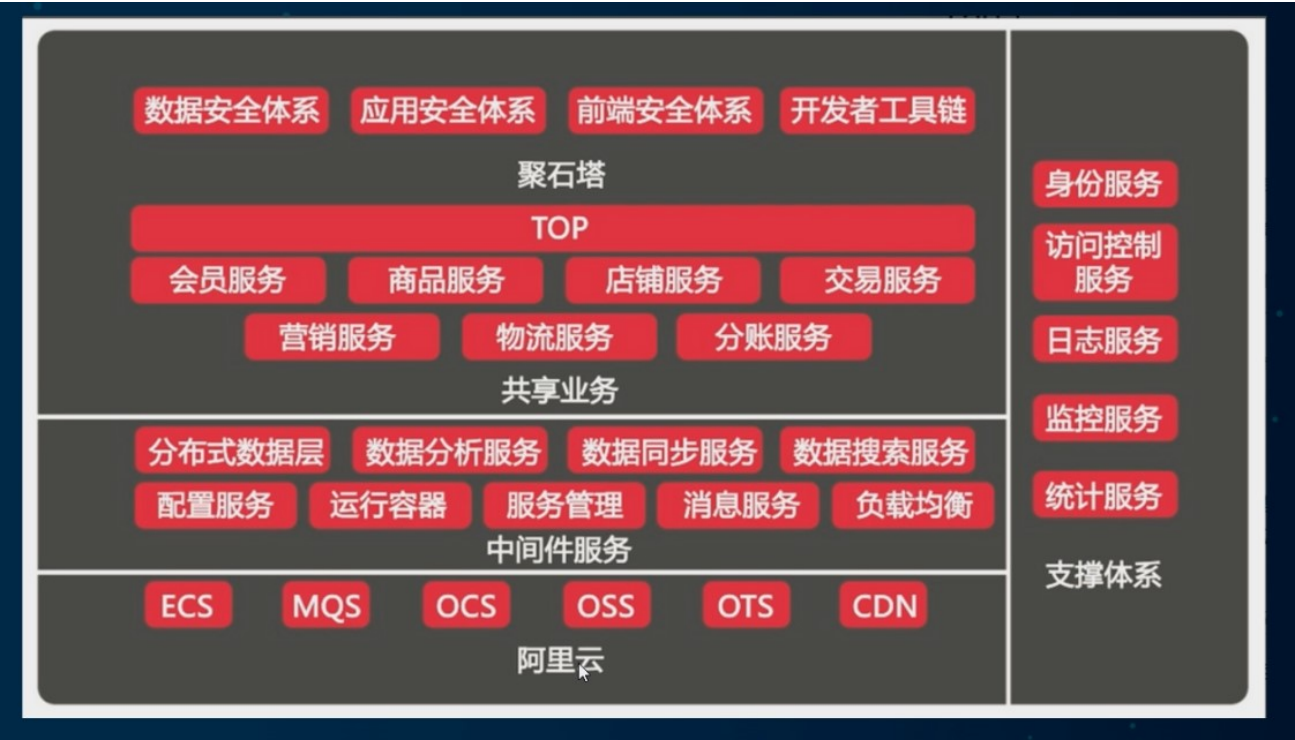 数据安全体系 应用安全体系 前端安全体系 开发者工具链
聚石塔
TOP
会员服务 商品服务 店铺服务 交易服务
营销服务 物流服务 分账服务
共享业务
分布式数据层 数据分析服务 数据同步服务 数据搜索服务
配置服务 运行容器 服务管理 消息服务 负载均衡
中间件服务
ECS MQS OCS OSS OTS CDN
阿里云
身份服务
访问控制
服务
日志服务
监控服务
统计服务
支撑体系